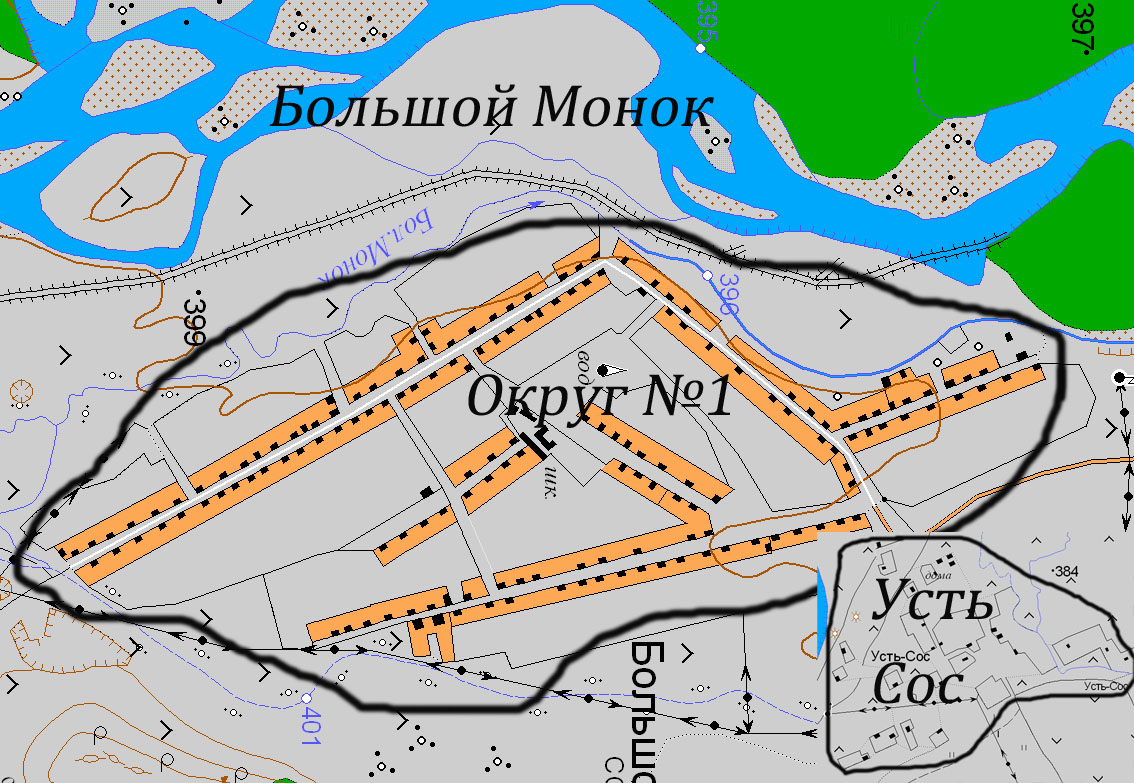 395
397
Большой Монок
Бол.Монок
396
399
вод
Округ №1
шк.
дома
384
Усть
Усть-Сос
Сос
Усть-Сос
401
Большо